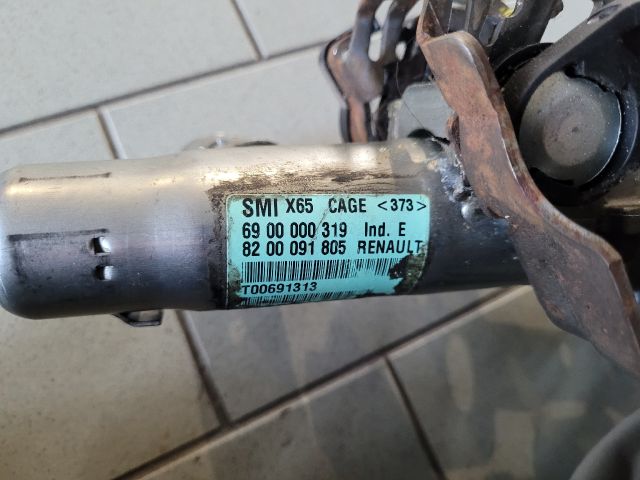 SMI X65 CAGE <373>
69 00 000 319 Ind. E
82 00 091 805 RENAULT
T00691313